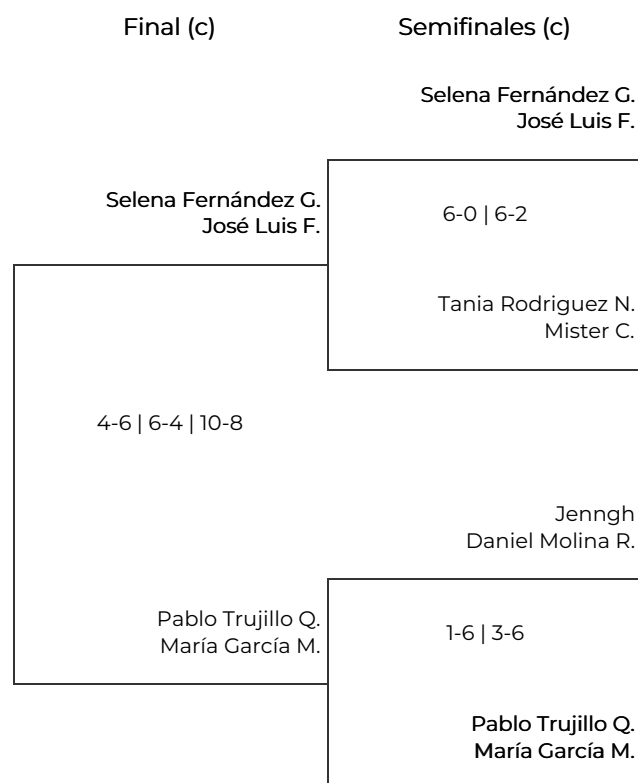 Final (c)
Semifinales (c)
Selena Fernández G.
José Luis F.
Selena Fernández G.
José Luis F.
6-0 | 6-2
Tania Rodriguez N.
Mister C.
4-6 | 6-4 | 10-8
Jenngh
Daniel Molina R.
Pablo Trujillo Q.
María García M.
1-6 | 3-6
Pablo Trujillo Q.
María García M.